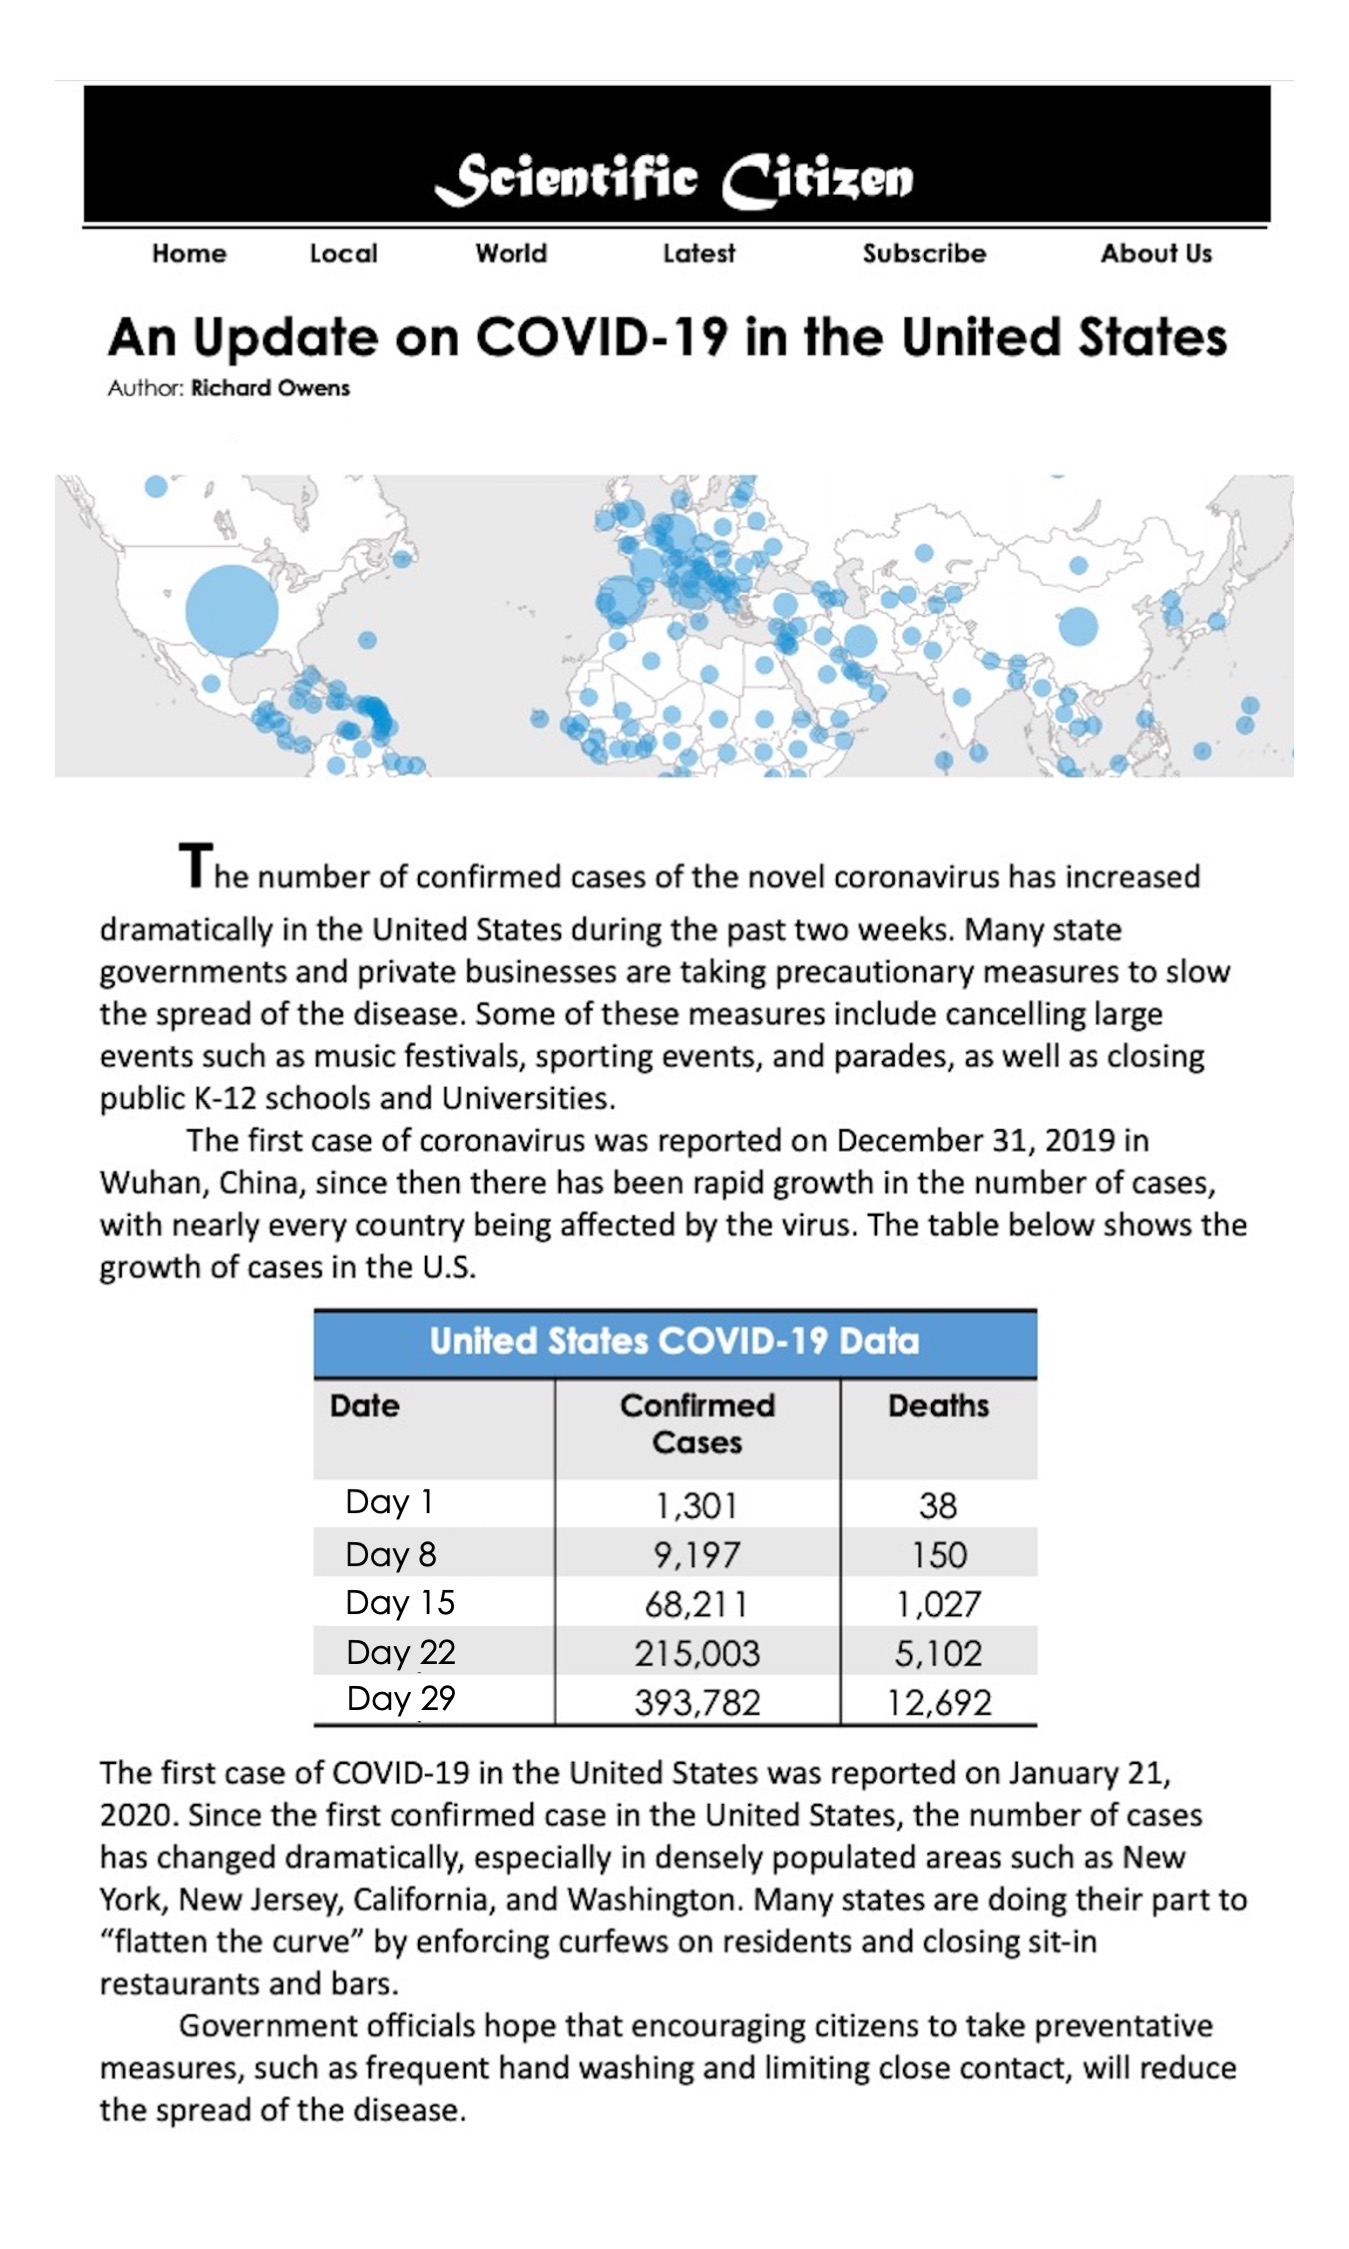 Scientific Citizen
Home Local World Latest Subscribe About Us
An Update on COVID-19 in the United States
Author: Richard Owens
The number of confirmed cases of the novel coronavirus has increased
dramatically in the United States during the past two weeks. Many state
governments and private businesses are taking precautionary measures to slow
the spread of the disease. Some of these measures include cancelling large
events such as music festivals, sporting events, and parades, as well as closing
public K-12 schools and Universities.
The first case of coronavirus was reported on December 31, 2019 in
Wuhan, China, since then there has been rapid growth in the number of cases,
with nearly every country being affected by the virus. The table below shows the
growth of cases in the U.S.
United States COVID-19 Data
Date Confirmed Deaths
Cases
Day 1 1,301 38
Day 8 9,197 150
Day 15 68,211 1,027
Day 22 215,003 5,102
Day 29 393,782 12,692
The first case of COVID-19 in the United States was reported on January 21,
2020. Since the first confirmed case in the United States, the number of cases
has changed dramatically, especially in densely populated areas such as New
York, New Jersey, California, and Washington. Many states are doing their part to
“flatten the curve” by enforcing curfews on residents and closing sit-in
restaurants and bars.
Government officials hope that encouraging citizens to take preventative
measures, such as frequent hand washing and limiting close contact, will reduce
the spread of the disease.